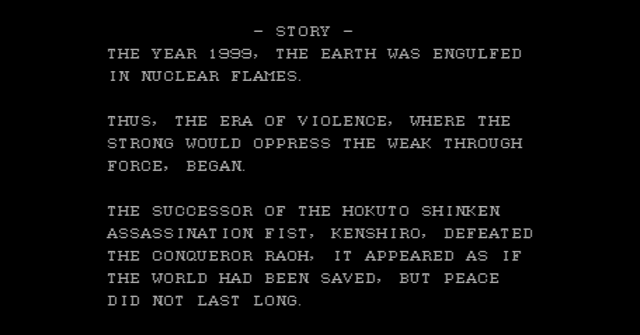 - STORY -
THE YEAR 1999, THE EARTH WAS ENGULFED
IN NUCLEAR FLAMES.
THUS, THE ERA OF VIOLENCE, WHERE THE
STRONG WOULD OPPRESS THE WEAK THROUGH
FORCE, BEGAN.
THE SUCCESSOR OF THE HOKUTO SHINKEN
ASSASSINATION FIST, KENSHIRO, DEFEATED
THE CONQUEROR RAOH, IT APPEARED AS IF
THE WORLD HAD BEEN SAVED, BUT PEACE
DID NOT LAST LONG.